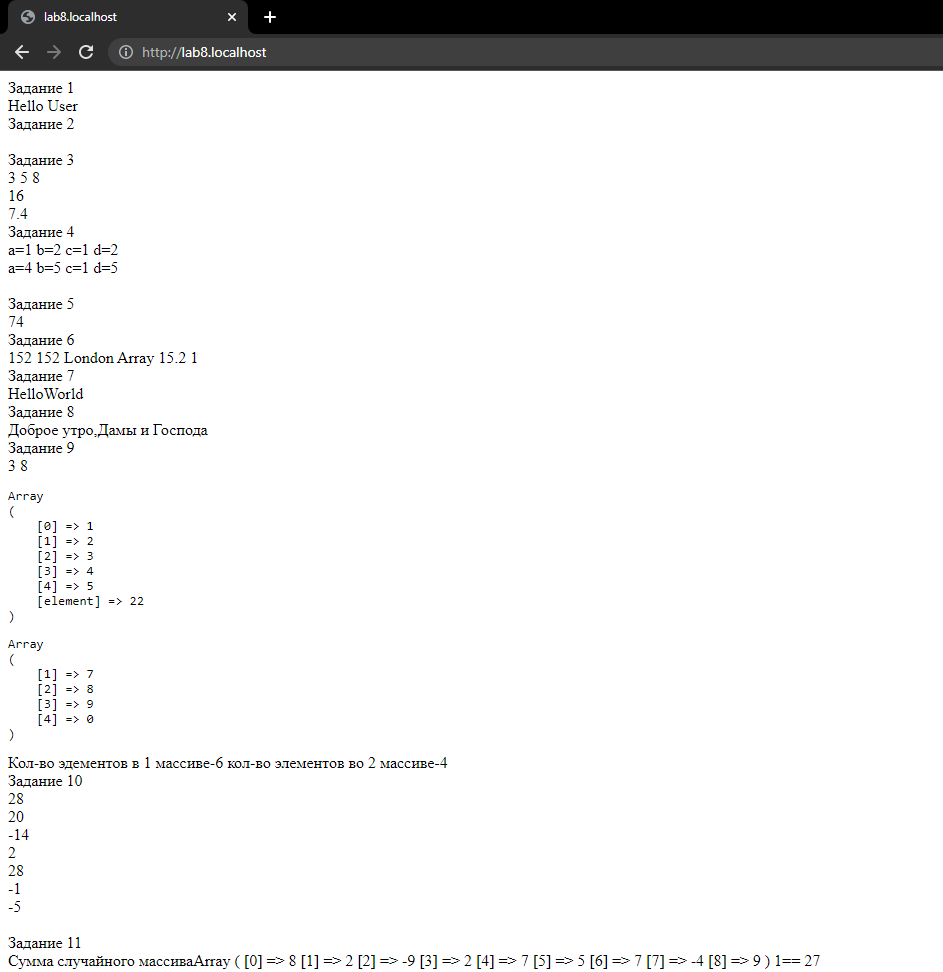 lab8.localhost
http://lab8.localhost
Задание 1
Hello User
Задание 2
Задание 3
3 5 8
16
7.4
Задание 4
a=1 b=2 c=1 d=2
a=4 b=5 c=1 d=5
Задание 5
74
Задание 6
152 152 London Array 15.2 1
Задание 7
HelloWorld
Задание 8
Доброе утро,Дамы и Господа
Задание 9
3 8
Array
(
[0] => 1
[1] => 2
[2] => 3
[3] => 4
[4] => 5
[element] => 22
)
Array
(
[1] => 7
[2] => 8
[3] => 9
[4] => 0
)
Кол-во эдементов в 1 массиве-6 кол-во элементов во 2 массиве-4
Задание 10
28
20
-14
2
28
-1
-5
Задание 11
Сумма случайного массиваArray ( [0] => 8 [1] => 2 [2] => -9 [3] => 2 [4] => 7 [5] => 5 [6] => 7 [7] => -4 [8] => 9 ) 1== 27